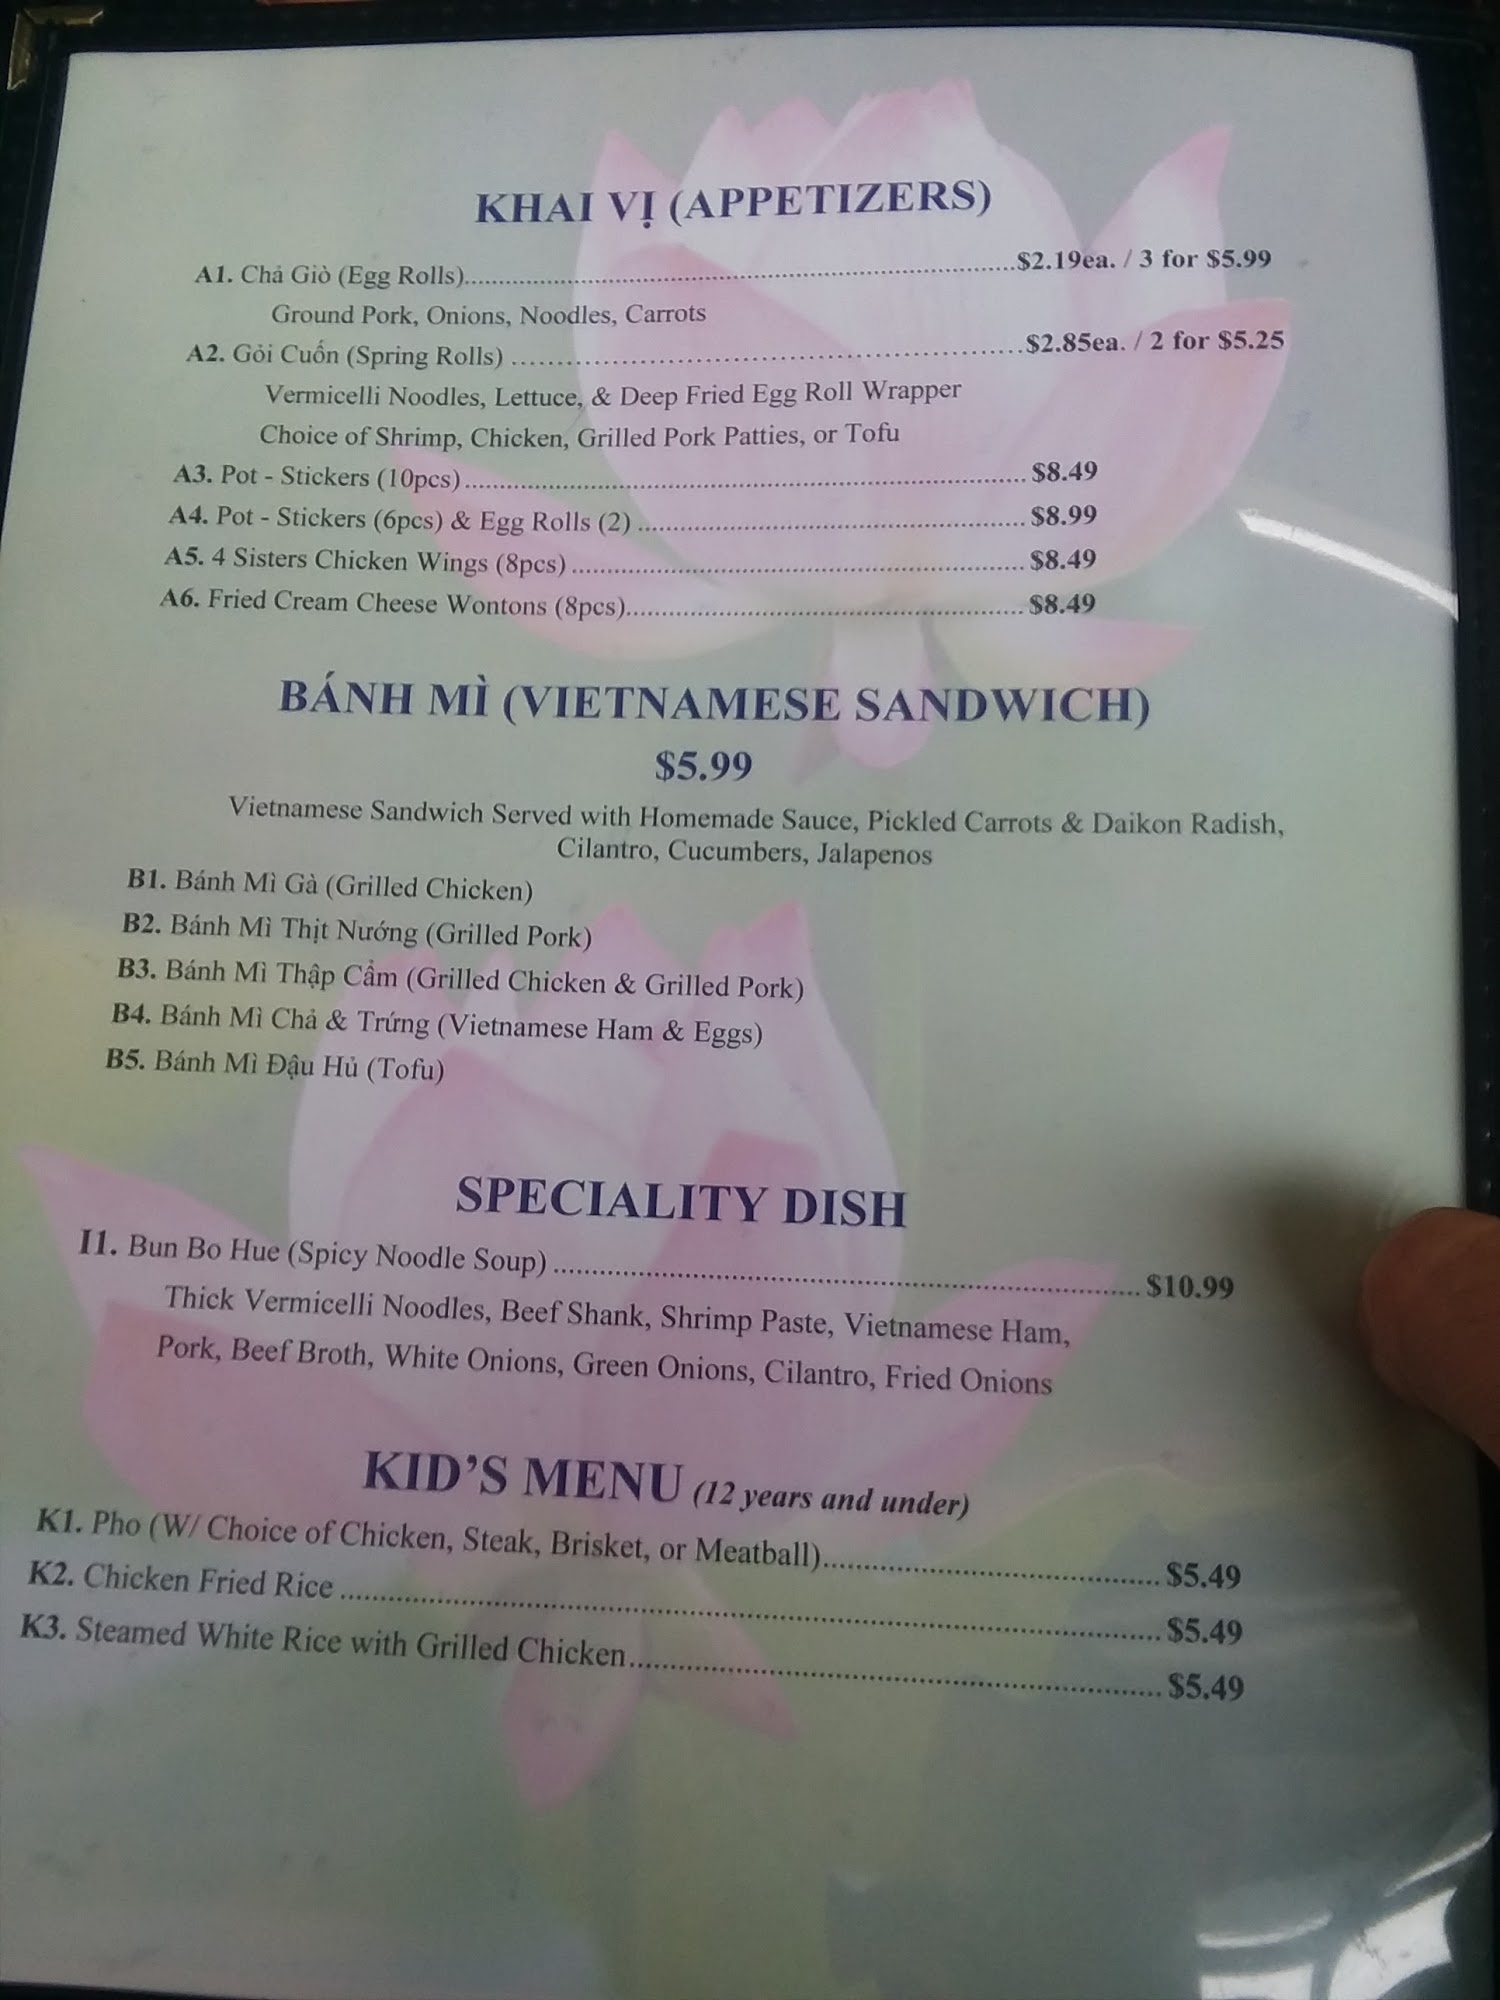 KHAI VỊ (APPETIZERS)
A1. Chả Giò (Egg Rolls)..........$2.19ea. / 3 for $5.99
Ground Pork, Onions, Noodles, Carrots
A2. Gỏi Cuốn (Spring Rolls) ..........$2.85ea. / 2 for $5.25
Vermicelli Noodles, Lettuce, & Deep Fried Egg Roll Wrapper
Choice of Shrimp, Chicken, Grilled Pork Patties, or Tofu
A3. Pot - Stickers (10pcs)..........$8.49
A4. Pot - Stickers (6pcs) & Egg Rolls (2) ..........$8.99
A5. 4 Sisters Chicken Wings (8pcs)..........$8.49
A6. Fried Cream Cheese Wontons (8pcs)..........$8.49
BÁNH MÌ (VIETNAMESE SANDWICH)
$5.99
Vietnamese Sandwich Served with Homemade Sauce, Pickled Carrots & Daikon Radish,
Cilantro, Cucumbers, Jalapenos
B1. Bánh Mì Gà (Grilled Chicken)
B2. Bánh Mì Thịt Nướng (Grilled Pork)
B3. Bánh Mì Thập Cẩm (Grilled Chicken & Grilled Pork)
B4. Bánh Mì Chả & Trứng (Vietnamese Ham & Eggs)
B5. Bánh Mì Đậu Hủ (Tofu)
SPECIALITY DISH
I1. Bun Bo Hue (Spicy Noodle Soup) ..........$10.99
Thick Vermicelli Noodles, Beef Shank, Shrimp Paste, Vietnamese Ham,
Pork, Beef Broth, White Onions, Green Onions, Cilantro, Fried Onions
KID'S MENU (12 years and under)
K1. Pho (W/ Choice of Chicken, Steak, Brisket, or Meatball)..........$5.49
K2. Chicken Fried Rice ..........$5.49
K3. Steamed White Rice with Grilled Chicken..........$5.49